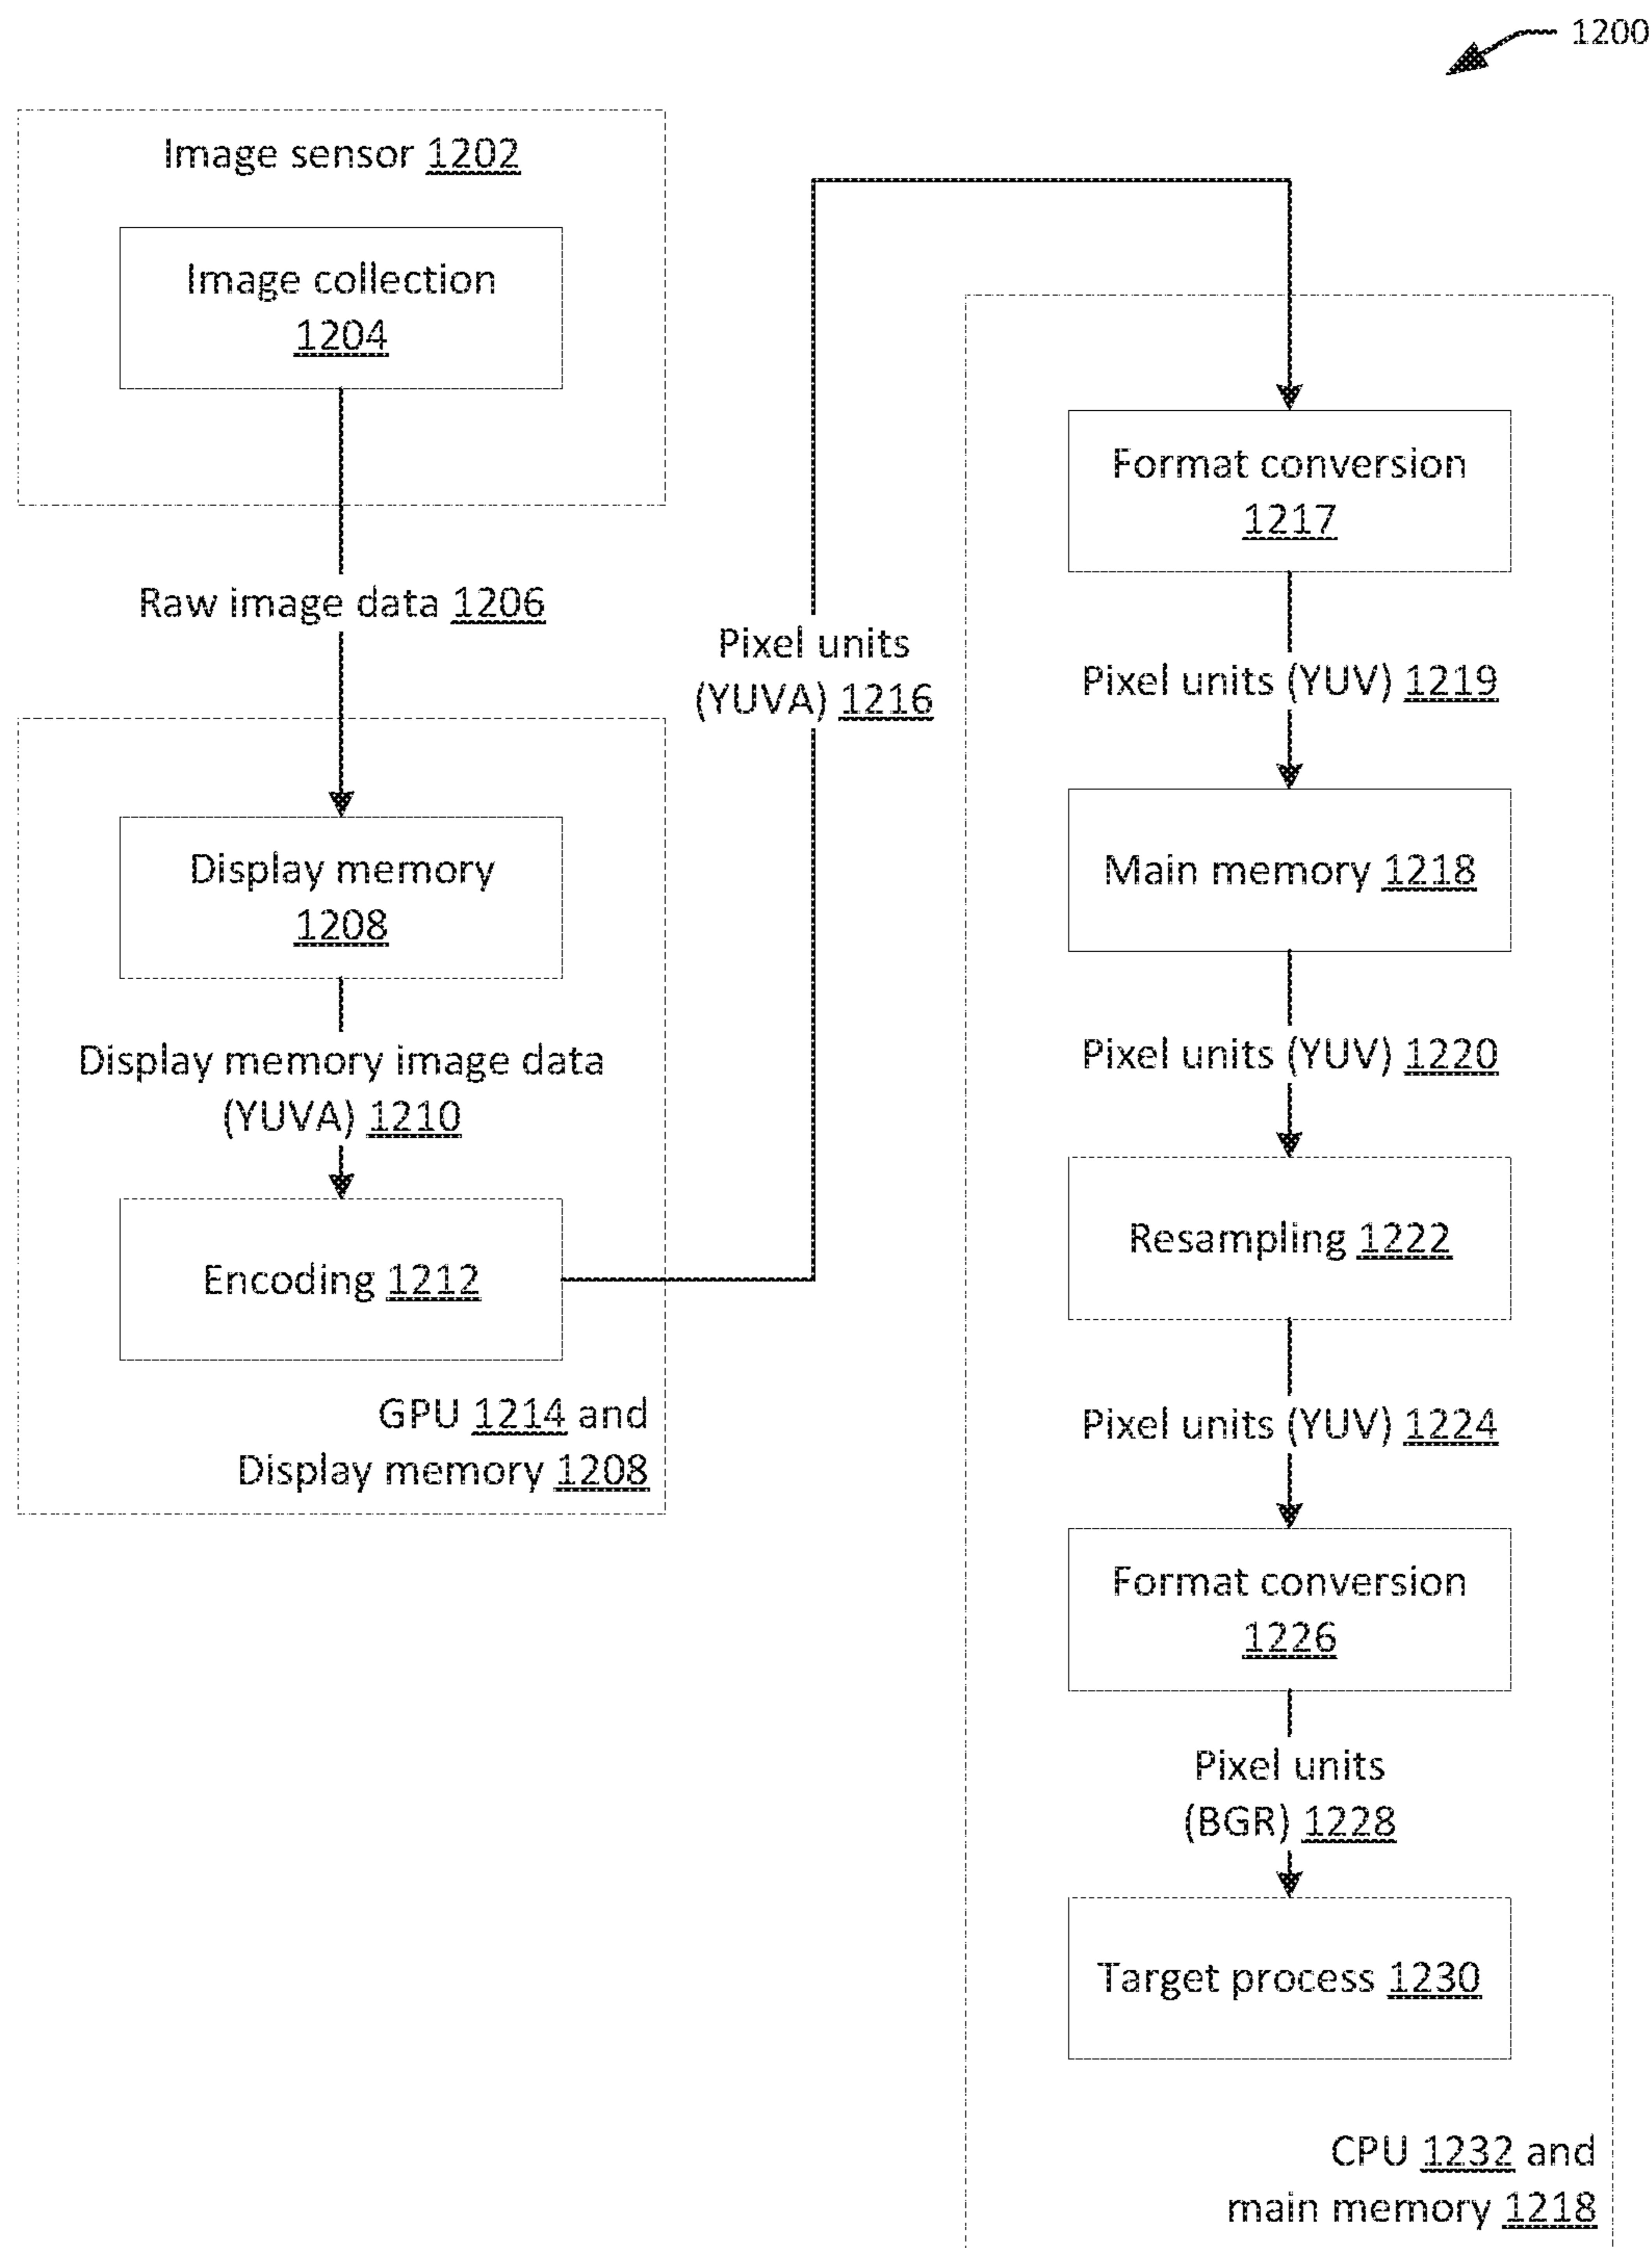 1200
Image sensor 1202
Image collection
1204
Raw image data 1206
Display memory
1208
Display memory image data
(YUVA) 1210
Encoding 1212
GPU 1214 and
Display memory 1208
Pixel units
(YUVA) 1216
Format conversion
1217
Pixel units (YUV) 1219
Main memory 1218
Pixel units (YUV) 1220
Resampling 1222
Pixel units (YUV) 1224
Format conversion
1226
Pixel units
(BGR) 1228
Target process 1230
CPU 1232 and
main memory 1218